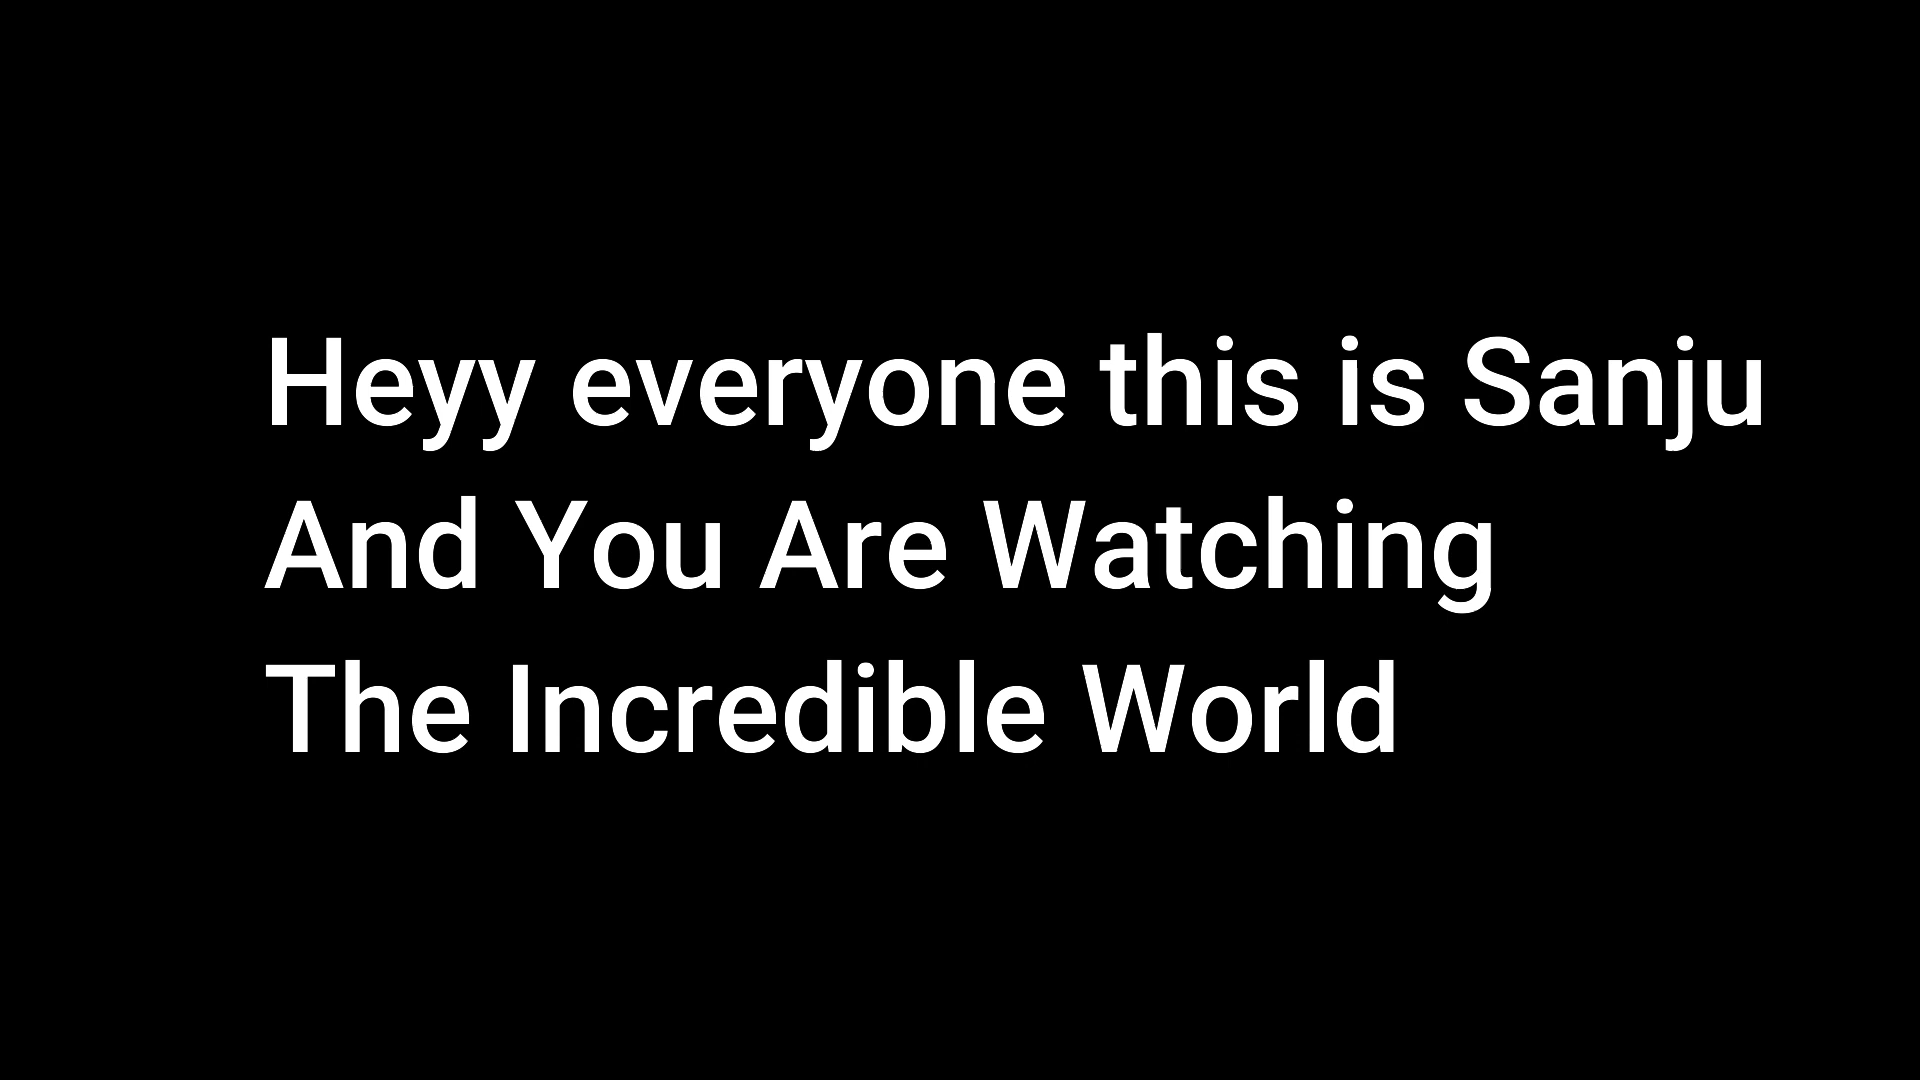 Heyy everyone this is Sanju
And You Are Watching
The Incredible World